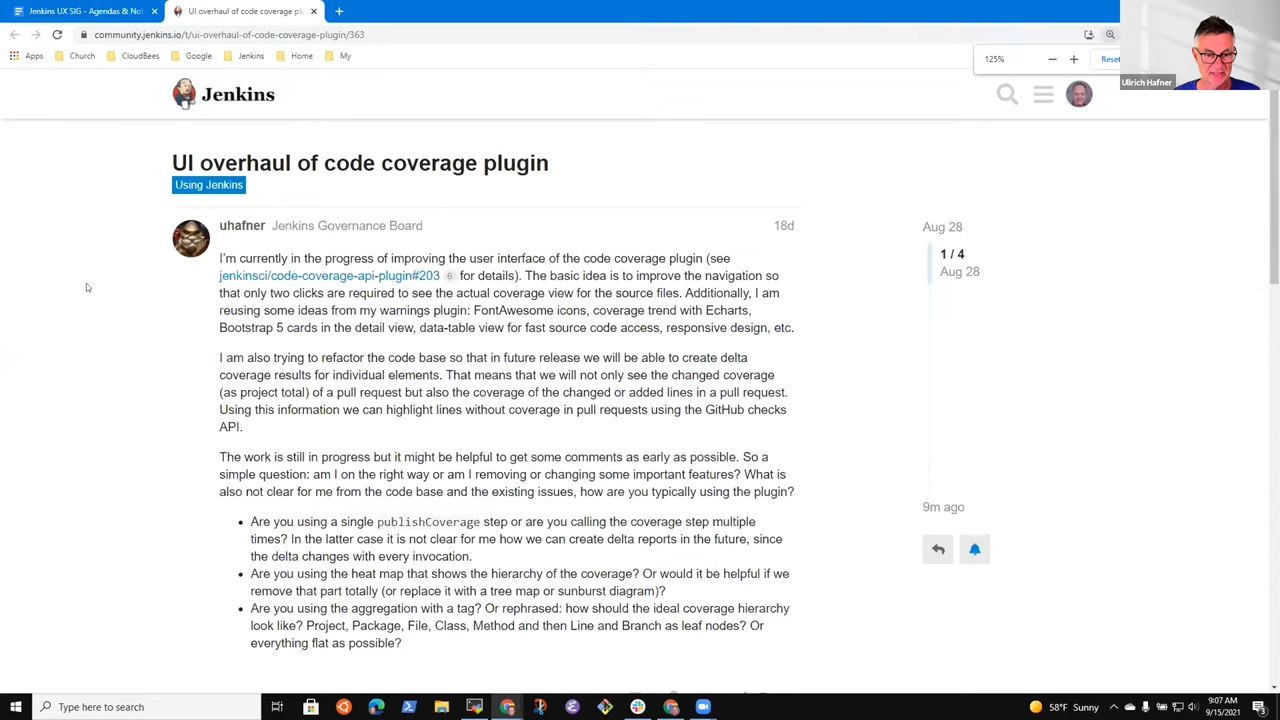 Jenkins UX SIG - Agendas & Not
UI overhaul of code coverage pl
community.jenkins.io/t/ui-overhaul-of-code-coverage-plugin/363
Apps
Church
CloudBees
Google
Jenkins
Home
My
125%
Reset
Ullrich Hafner
Jenkins
UI overhaul of code coverage plugin
Using Jenkins
uhafner Jenkins Governance Board
18d
I'm currently in the progress of improving the user interface of the code coverage plugin (see
jenkinsci/code-coverage-api-plugin#203 6 for details). The basic idea is to improve the navigation so
that only two clicks are required to see the actual coverage view for the source files. Additionally, I am
reusing some ideas from my warnings plugin: FontAwesome icons, coverage trend with Echarts,
Bootstrap 5 cards in the detail view, data-table view for fast source code access, responsive design, etc.
I am also trying to refactor the code base so that in future release we will be able to create delta
coverage results for individual elements. That means that we will not only see the changed coverage
(as project total) of a pull request but also the coverage of the changed or added lines in a pull request.
Using this information we can highlight lines without coverage in pull requests using the GitHub checks
API.
The work is still in progress but it might be helpful to get some comments as early as possible. So a
simple question: am I on the right way or am I removing or changing some important features? What is
also not clear for me from the code base and the existing issues, how are you typically using the plugin?
• Are you using a single publishCoverage step or are you calling the coverage step multiple
times? In the latter case it is not clear for me how we can create delta reports in the future, since
the delta changes with every invocation.
• Are you using the heat map that shows the hierarchy of the coverage? Or would it be helpful if we
remove that part totally (or replace it with a tree map or sunburst diagram)?
• Are you using the aggregation with a tag? Or rephrased: how should the ideal coverage hierarchy
look like? Project, Package, File, Class, Method and then Line and Branch as leaf nodes? Or
everything flat as possible?
Aug 28
1 / 4
Aug 28
9m ago
Type here to search
58°F Sunny
9:07 AM
9/15/2021